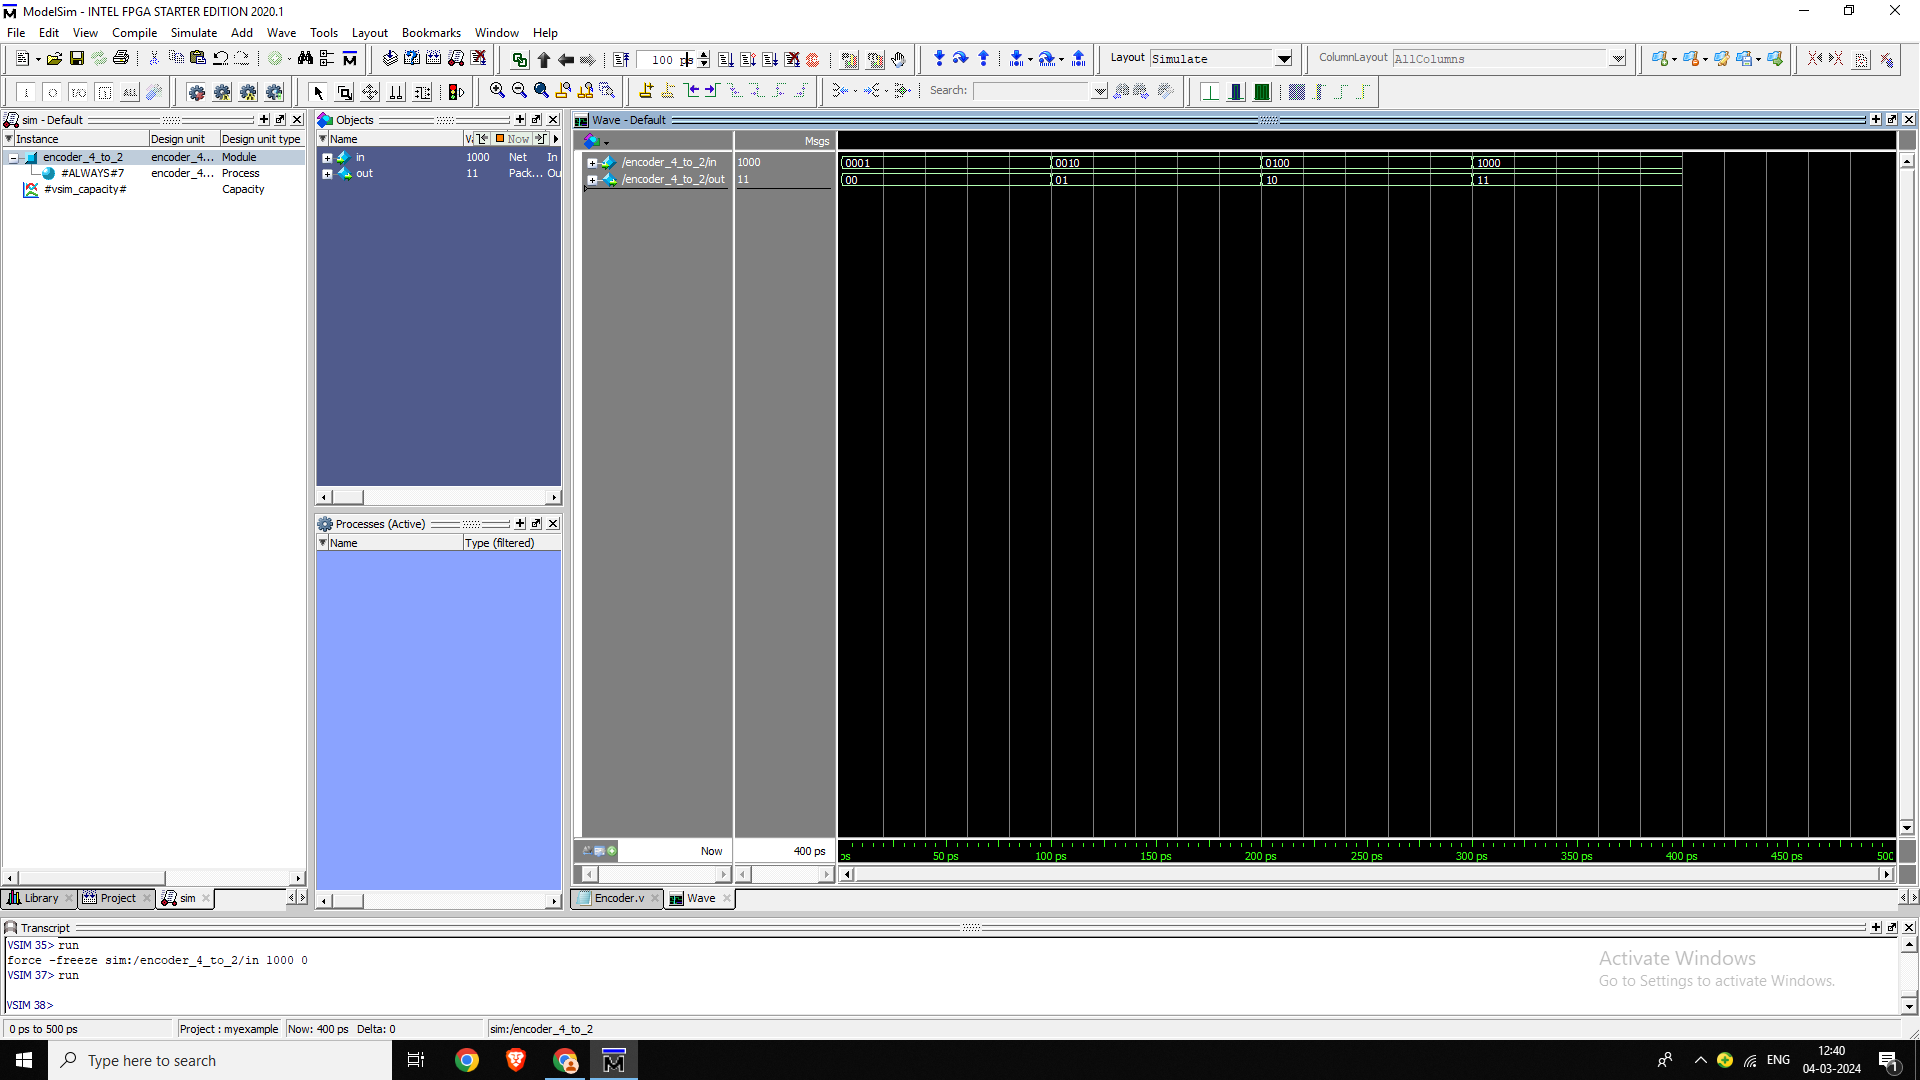 ModelSim - INTEL FPGA STARTER EDITION 2020.1
File Edit View Compile Simulate Add Wave Tools Layout Bookmarks Window Help
100 ps
Layout Simulate
ColumnLayout AllColumns
ALL
Search:
sim - Default
Instance Design unit Design unit type
encoder_4_to_2 encoder_4... Module
#ALWAYS#7 encoder_4... Process
#vsim_capacity# Capacity
Objects
Name Now
in 1000 Net In
out 11 Pack... Ou
Processes (Active)
Name Type (filtered)
Wave - Default
Msgs
/encoder_4_to_2/in 1000 0001 0010 0100 1000
/encoder_4_to_2/out 11 00 01 10 11
Now 400 ps
ps 50 ps 100 ps 150 ps 200 ps 250 ps 300 ps 350 ps 400 ps 450 ps 500
Library Project sim
Encoder.v Wave
Transcript
VSIM 35> run
force -freeze sim:/encoder_4_to_2/in 1000 0
VSIM 37> run
VSIM 38>
Activate Windows
Go to Settings to activate Windows.
0 ps to 500 ps Project : myexample Now: 400 ps Delta: 0 sim:/encoder_4_to_2
Type here to search
ENG
12:40
04-03-2024
1